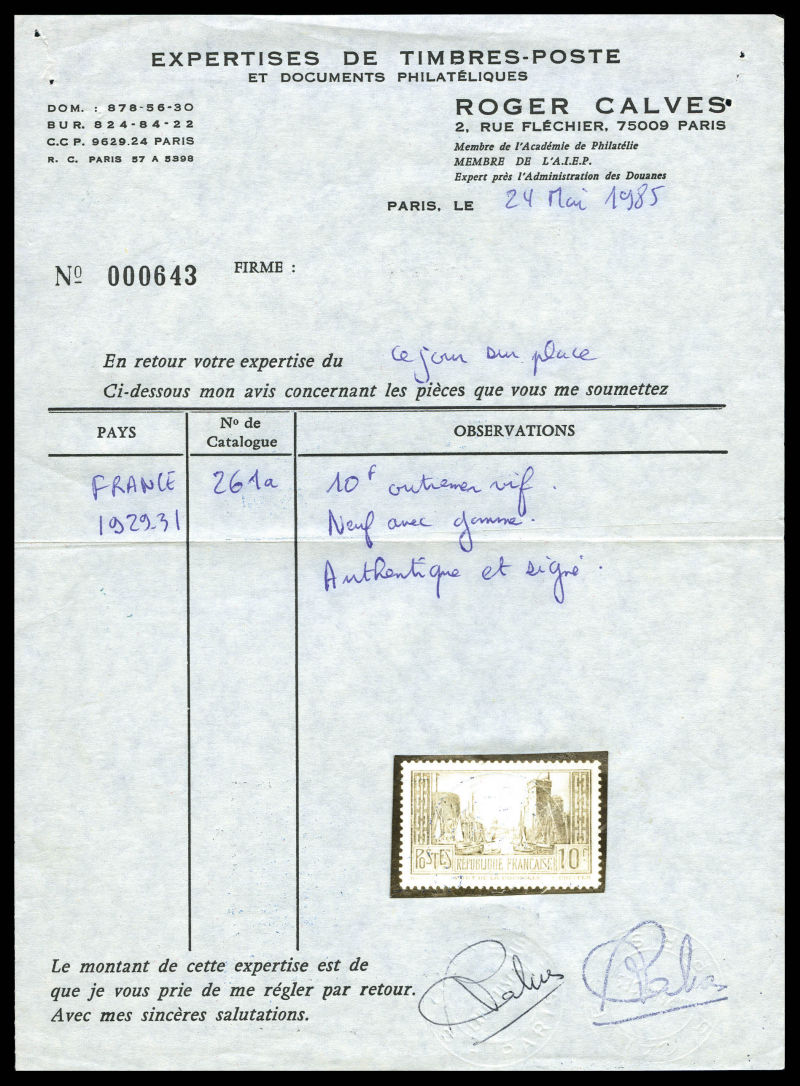 EXPERTISES DE TIMBRES-POSTE
ET DOCUMENTS PHILATÉLIQUES
DOM. : 878-56-30
BUR. 824-84-22
C.C P. 9629.24 PARIS
R. C. PARIS 57 A 5398
ROGER CALVES
2, RUE FLÉCHIER, 75009 PARIS
Membre de l'Académie de Philatélie
MEMBRE DE L'A.I.E.P.
Expert près l'Administration des Douanes
PARIS, LE 24 Mai 1985
Nº 000643 FIRME :
En retour votre expertise du ce jour sur place
Ci-dessous mon avis concernant les pièces que vous me soumettez
PAYS
Nº de
Catalogue
OBSERVATIONS
FRANCE 261a 10f outremer vif.
1929-31 Neuf avec gomme.
Authentique et signé.
POSTES RÉPUBLIQUE FRANÇAISE 10F
Le montant de cette expertise est de
que je vous prie de me régler par retour.
Avec mes sincères salutations.
Calves Calves